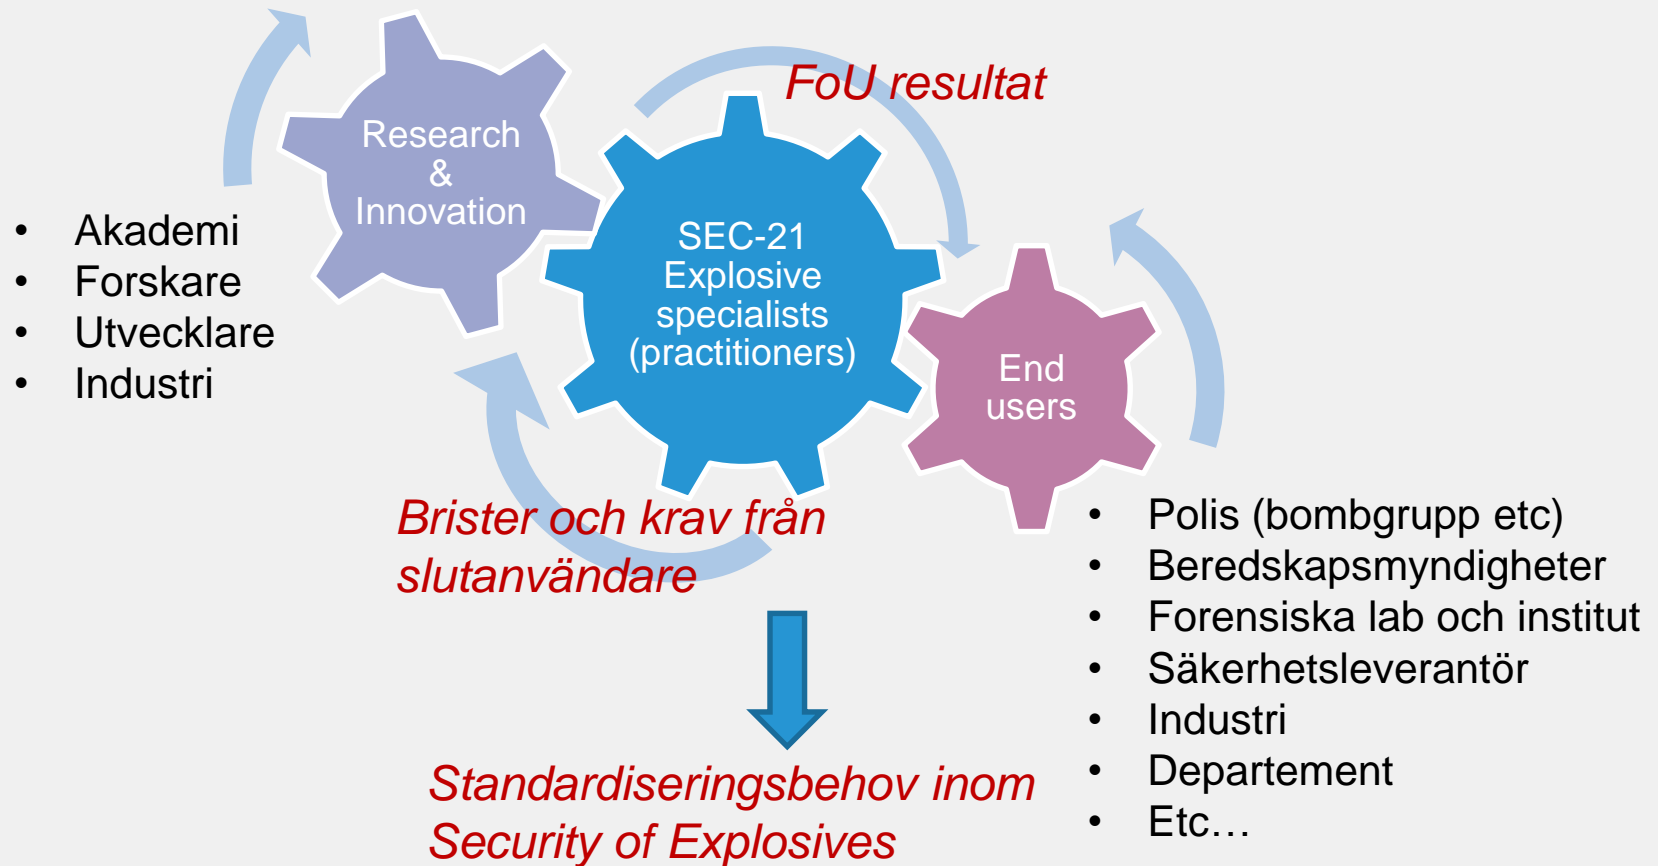 FoU resultat
Research
&
Innovation
• Akademi
• Forskare
• Utvecklare
• Industri
SEC-21
Explosive
specialists
(practitioners)
End
users
Brister och krav från
slutanvändare
• Polis (bombgrupp etc)
• Beredskapsmyndigheter
• Forensiska lab och institut
• Säkerhetsleverantör
• Industri
• Departement
• Etc…
Standardiseringsbehov inom
Security of Explosives